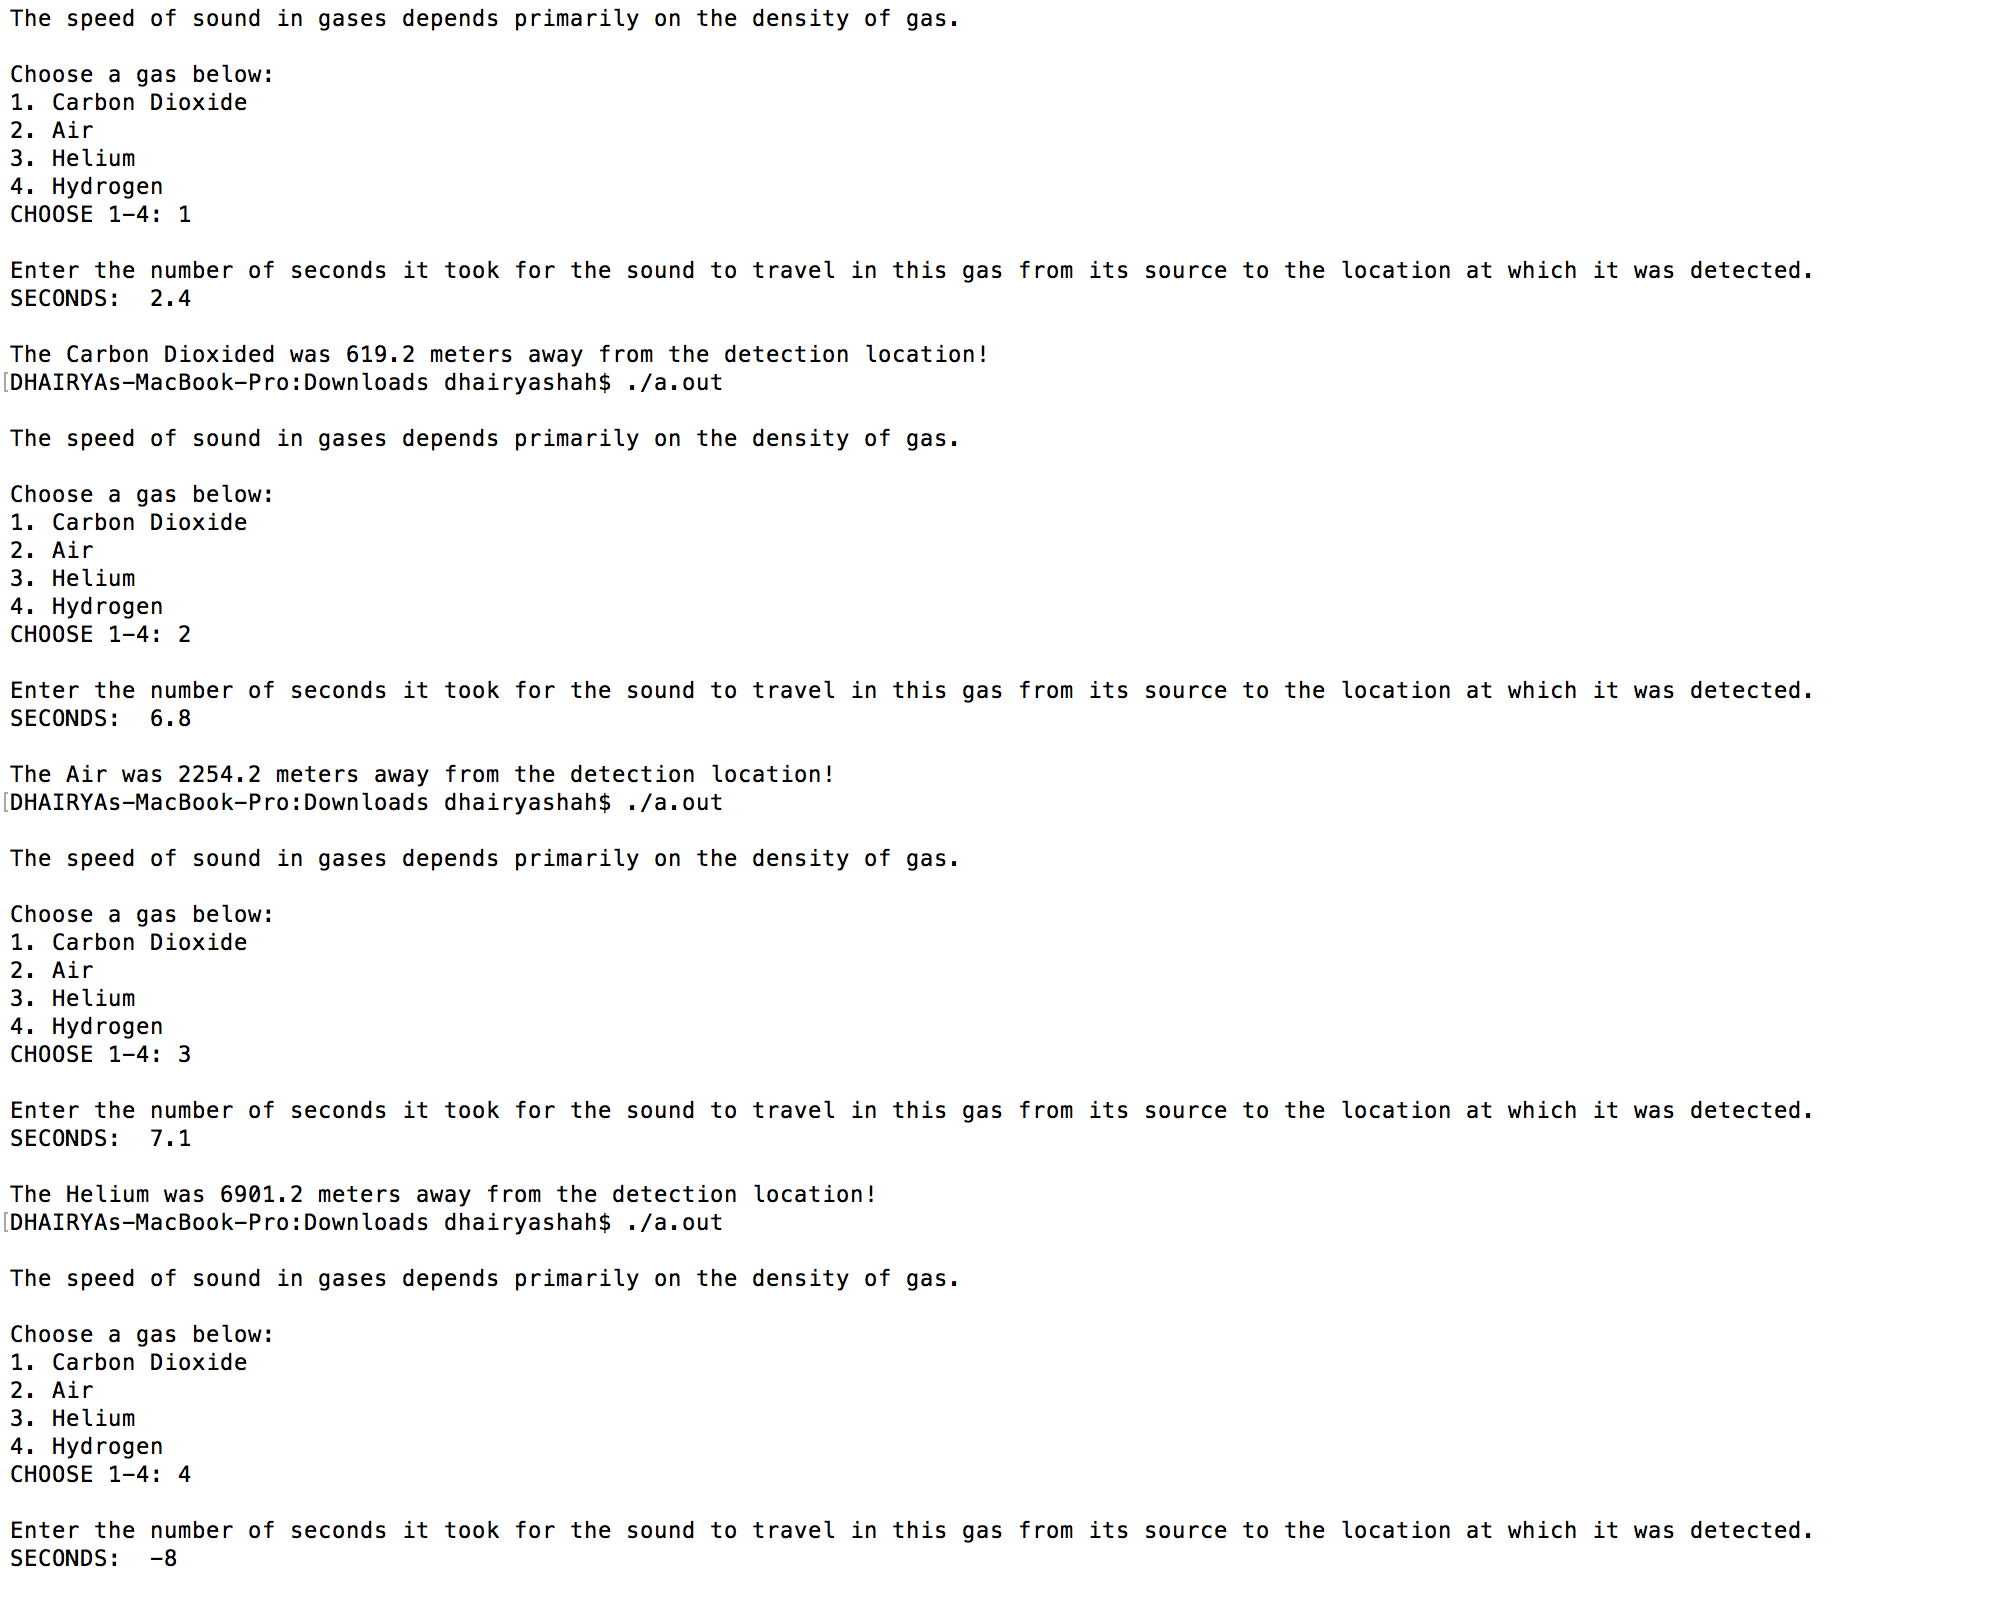 The speed of sound in gases depends primarily on the density of gas.
Choose a gas below:
1. Carbon Dioxide
2. Air
3. Helium
4. Hydrogen
CHOOSE 1-4: 1
Enter the number of seconds it took for the sound to travel in this gas from its source to the location at which it was detected.
SECONDS:  2.4
The Carbon Dioxided was 619.2 meters away from the detection location!
[DHAIRYAs-MacBook-Pro:Downloads dhairyashah$ ./a.out
The speed of sound in gases depends primarily on the density of gas.
Choose a gas below:
1. Carbon Dioxide
2. Air
3. Helium
4. Hydrogen
CHOOSE 1-4: 2
Enter the number of seconds it took for the sound to travel in this gas from its source to the location at which it was detected.
SECONDS:  6.8
The Air was 2254.2 meters away from the detection location!
[DHAIRYAs-MacBook-Pro:Downloads dhairyashah$ ./a.out
The speed of sound in gases depends primarily on the density of gas.
Choose a gas below:
1. Carbon Dioxide
2. Air
3. Helium
4. Hydrogen
CHOOSE 1-4: 3
Enter the number of seconds it took for the sound to travel in this gas from its source to the location at which it was detected.
SECONDS:  7.1
The Helium was 6901.2 meters away from the detection location!
[DHAIRYAs-MacBook-Pro:Downloads dhairyashah$ ./a.out
The speed of sound in gases depends primarily on the density of gas.
Choose a gas below:
1. Carbon Dioxide
2. Air
3. Helium
4. Hydrogen
CHOOSE 1-4: 4
Enter the number of seconds it took for the sound to travel in this gas from its source to the location at which it was detected.
SECONDS:  -8